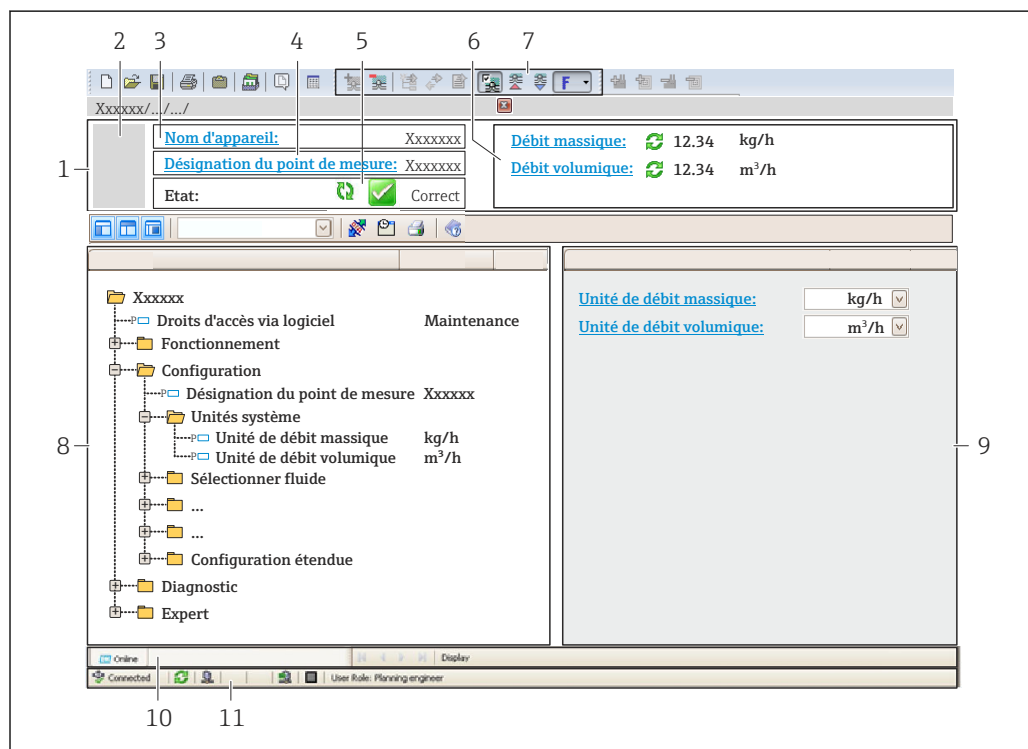 2 3 4 5 6 7
F
Xxxxxx/.../.../
Nom d'appareil: Xxxxxxx
Débit massique: 12.34 kg/h
1
Désignation du point de mesure: Xxxxxxx
Débit volumique: 12.34 m³/h
Etat: Correct
Xxxxxx
Unité de débit massique: kg/h
P Droits d'accès via logiciel Maintenance
Unité de débit volumique: m³/h
Fonctionnement
Configuration
P Désignation du point de mesure Xxxxxx
Unités système
8
P Unité de débit massique kg/h
9
P Unité de débit volumique m³/h
Sélectionner fluide
...
...
Configuration étendue
Diagnostic
Expert
Online Display
Connected User Role: Planning engineer
10 11